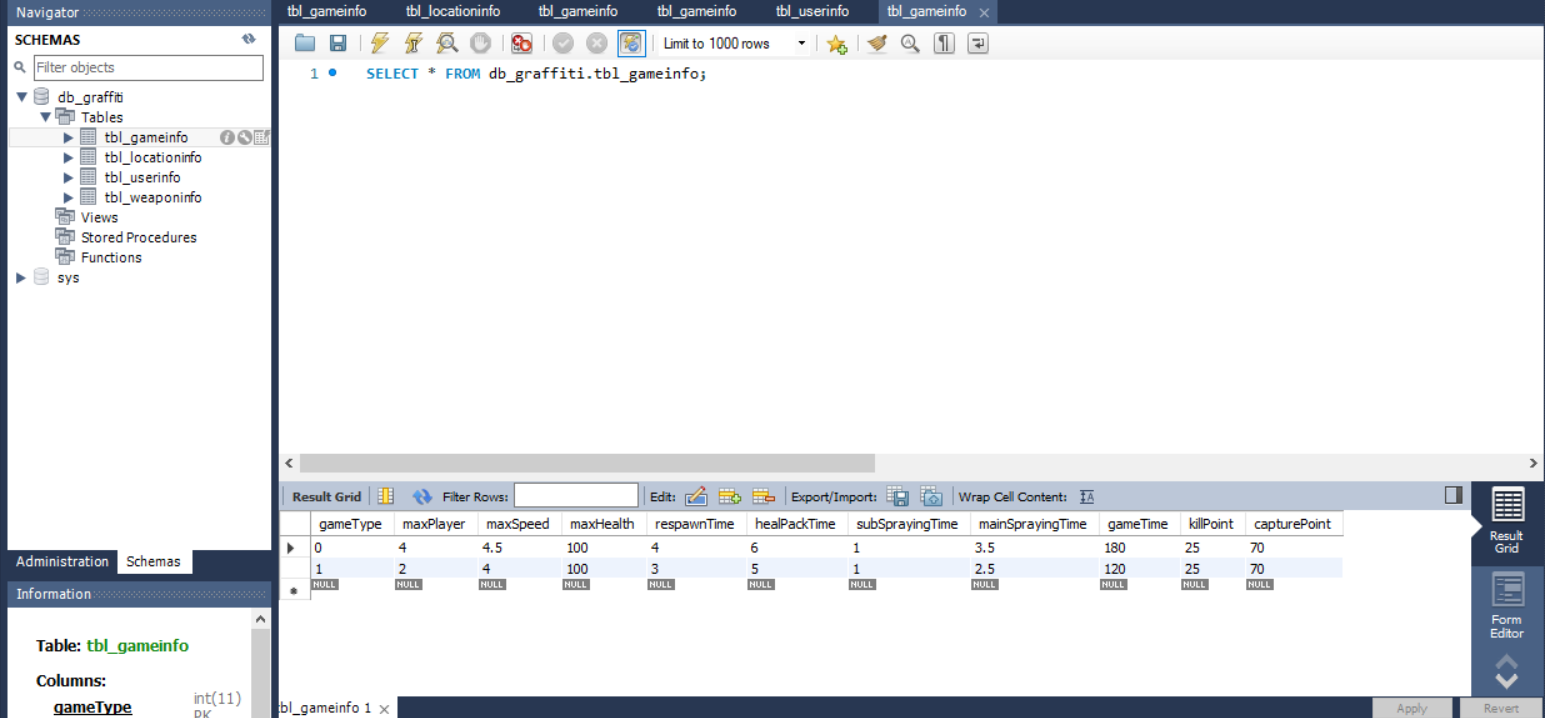 Navigator
SCHEMAS
Filter objects
db_graffiti
Tables
tbl_gameinfo
tbl_locationinfo
tbl_userinfo
tbl_weaponinfo
Views
Stored Procedures
Functions
sys
Administration Schemas
Information
Table: tbl_gameinfo
Columns:
gameType int(11)
PK
tbl_gameinfo tbl_locationinfo tbl_gameinfo tbl_gameinfo tbl_userinfo tbl_gameinfo
Limit to 1000 rows
1 SELECT * FROM db_graffiti.tbl_gameinfo;
Result Grid Filter Rows: Edit: Export/Import: Wrap Cell Content:
gameType maxPlayer maxSpeed maxHealth respawnTime healPackTime subSprayingTime mainSprayingTime gameTime killPoint capturePoint
0 4 4.5 100 4 6 1 3.5 180 25 70
1 2 4 100 3 5 1 2.5 120 25 70
NULL NULL NULL NULL NULL NULL NULL NULL NULL NULL NULL
Result
Grid
Form
Editor
tbl_gameinfo 1
Apply Revert